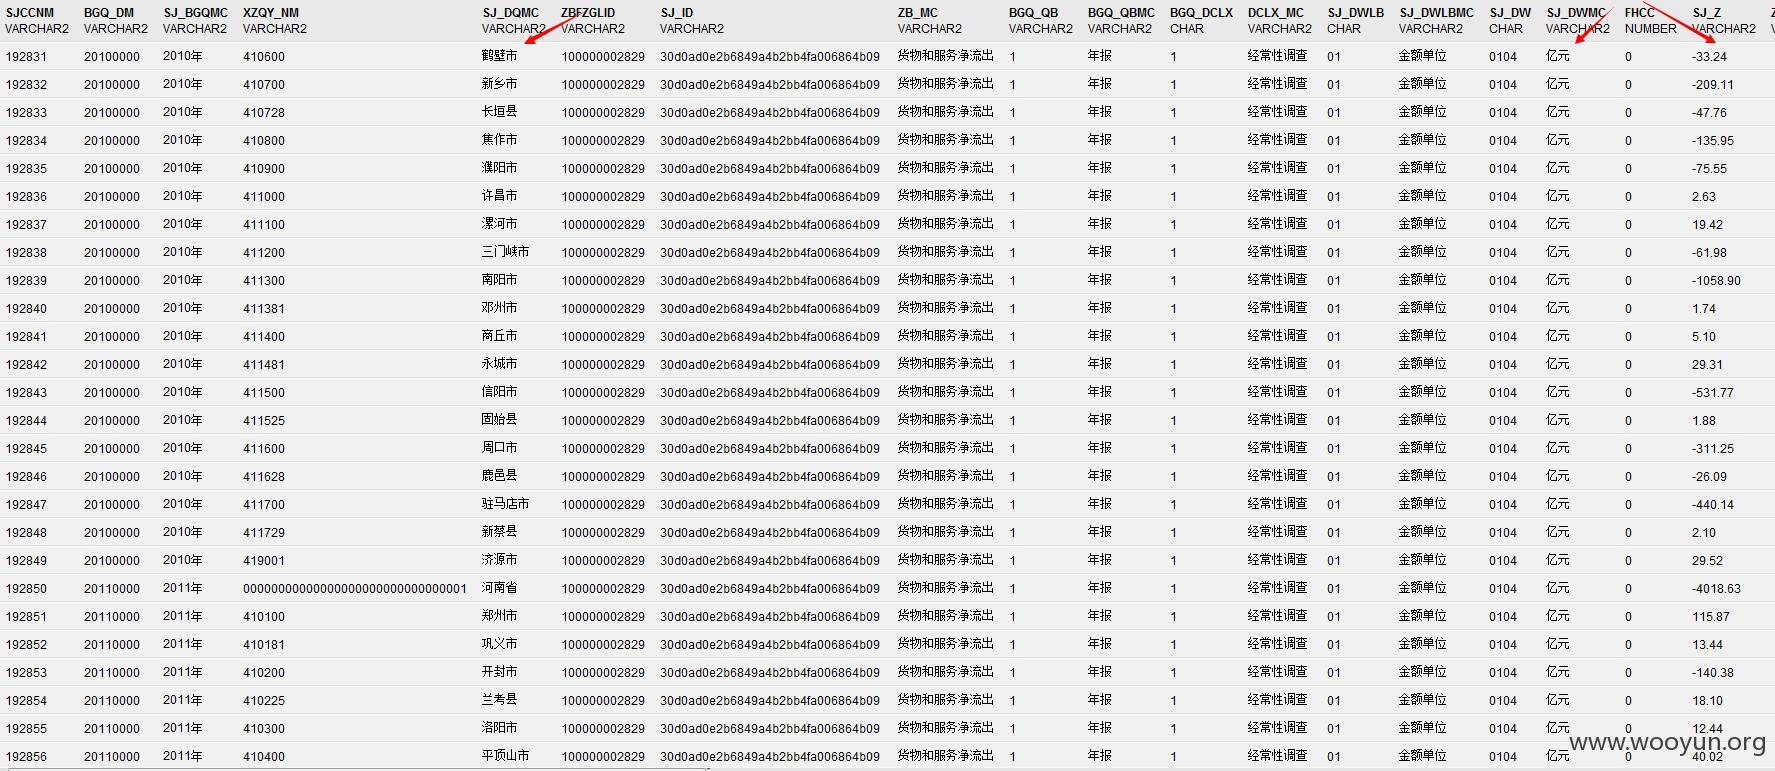 SJCCNM BGQ_DM SJ_BGQMC XZQY_NM SJ_DQMC ZBFZGLID SJ_ID ZB_MC BGQ_QB BGQ_QBMC BGQ_DCLX DCLX_MC SJ_DWLB SJ_DWLBMC SJ_DW SJ_DWMC FHCC SJ_Z
VARCHAR2 VARCHAR2 VARCHAR2 VARCHAR2 VARCHAR2 VARCHAR2 VARCHAR2 VARCHAR2 VARCHAR2 VARCHAR2 CHAR VARCHAR2 CHAR VARCHAR2 CHAR VARCHAR2 NUMBER VARCHAR2
192831 20100000 2010年 410600 鹤壁市 100000002829 30d0ad0e2b6849a4b2bb4fa006864b09 货物和服务净流出 1 年报 1 经常性调查 01 金额单位 0104 亿元 0 -33.24
192832 20100000 2010年 410700 新乡市 100000002829 30d0ad0e2b6849a4b2bb4fa006864b09 货物和服务净流出 1 年报 1 经常性调查 01 金额单位 0104 亿元 0 -209.11
192833 20100000 2010年 410728 长垣县 100000002829 30d0ad0e2b6849a4b2bb4fa006864b09 货物和服务净流出 1 年报 1 经常性调查 01 金额单位 0104 亿元 0 -47.76
192834 20100000 2010年 410800 焦作市 100000002829 30d0ad0e2b6849a4b2bb4fa006864b09 货物和服务净流出 1 年报 1 经常性调查 01 金额单位 0104 亿元 0 -135.95
192835 20100000 2010年 410900 濮阳市 100000002829 30d0ad0e2b6849a4b2bb4fa006864b09 货物和服务净流出 1 年报 1 经常性调查 01 金额单位 0104 亿元 0 -75.55
192836 20100000 2010年 411000 许昌市 100000002829 30d0ad0e2b6849a4b2bb4fa006864b09 货物和服务净流出 1 年报 1 经常性调查 01 金额单位 0104 亿元 0 2.63
192837 20100000 2010年 411100 漯河市 100000002829 30d0ad0e2b6849a4b2bb4fa006864b09 货物和服务净流出 1 年报 1 经常性调查 01 金额单位 0104 亿元 0 19.42
192838 20100000 2010年 411200 三门峡市 100000002829 30d0ad0e2b6849a4b2bb4fa006864b09 货物和服务净流出 1 年报 1 经常性调查 01 金额单位 0104 亿元 0 -61.98
192839 20100000 2010年 411300 南阳市 100000002829 30d0ad0e2b6849a4b2bb4fa006864b09 货物和服务净流出 1 年报 1 经常性调查 01 金额单位 0104 亿元 0 -1058.90
192840 20100000 2010年 411381 邓州市 100000002829 30d0ad0e2b6849a4b2bb4fa006864b09 货物和服务净流出 1 年报 1 经常性调查 01 金额单位 0104 亿元 0 1.74
192841 20100000 2010年 411400 商丘市 100000002829 30d0ad0e2b6849a4b2bb4fa006864b09 货物和服务净流出 1 年报 1 经常性调查 01 金额单位 0104 亿元 0 5.10
192842 20100000 2010年 411481 永城市 100000002829 30d0ad0e2b6849a4b2bb4fa006864b09 货物和服务净流出 1 年报 1 经常性调查 01 金额单位 0104 亿元 0 29.31
192843 20100000 2010年 411500 信阳市 100000002829 30d0ad0e2b6849a4b2bb4fa006864b09 货物和服务净流出 1 年报 1 经常性调查 01 金额单位 0104 亿元 0 -531.77
192844 20100000 2010年 411525 固始县 100000002829 30d0ad0e2b6849a4b2bb4fa006864b09 货物和服务净流出 1 年报 1 经常性调查 01 金额单位 0104 亿元 0 1.88
192845 20100000 2010年 411600 周口市 100000002829 30d0ad0e2b6849a4b2bb4fa006864b09 货物和服务净流出 1 年报 1 经常性调查 01 金额单位 0104 亿元 0 -311.25
192846 20100000 2010年 411628 鹿邑县 100000002829 30d0ad0e2b6849a4b2bb4fa006864b09 货物和服务净流出 1 年报 1 经常性调查 01 金额单位 0104 亿元 0 -26.09
192847 20100000 2010年 411700 驻马店市 100000002829 30d0ad0e2b6849a4b2bb4fa006864b09 货物和服务净流出 1 年报 1 经常性调查 01 金额单位 0104 亿元 0 -440.14
192848 20100000 2010年 411729 新蔡县 100000002829 30d0ad0e2b6849a4b2bb4fa006864b09 货物和服务净流出 1 年报 1 经常性调查 01 金额单位 0104 亿元 0 2.10
192849 20100000 2010年 419001 济源市 100000002829 30d0ad0e2b6849a4b2bb4fa006864b09 货物和服务净流出 1 年报 1 经常性调查 01 金额单位 0104 亿元 0 29.52
192850 20110000 2011年 00000000000000000000000000000001 河南省 100000002829 30d0ad0e2b6849a4b2bb4fa006864b09 货物和服务净流出 1 年报 1 经常性调查 01 金额单位 0104 亿元 0 -4018.63
192851 20110000 2011年 410100 郑州市 100000002829 30d0ad0e2b6849a4b2bb4fa006864b09 货物和服务净流出 1 年报 1 经常性调查 01 金额单位 0104 亿元 0 115.87
192852 20110000 2011年 410181 巩义市 100000002829 30d0ad0e2b6849a4b2bb4fa006864b09 货物和服务净流出 1 年报 1 经常性调查 01 金额单位 0104 亿元 0 13.44
192853 20110000 2011年 410200 开封市 100000002829 30d0ad0e2b6849a4b2bb4fa006864b09 货物和服务净流出 1 年报 1 经常性调查 01 金额单位 0104 亿元 0 -140.38
192854 20110000 2011年 410225 兰考县 100000002829 30d0ad0e2b6849a4b2bb4fa006864b09 货物和服务净流出 1 年报 1 经常性调查 01 金额单位 0104 亿元 0 18.10
192855 20110000 2011年 410300 洛阳市 100000002829 30d0ad0e2b6849a4b2bb4fa006864b09 货物和服务净流出 1 年报 1 经常性调查 01 金额单位 0104 亿元 0 12.44
www.wooyun.org
192856 20110000 2011年 410400 平顶山市 100000002829 30d0ad0e2b6849a4b2bb4fa006864b09 货物和服务净流出 1 年报 1 经常性调查 01 金额单位 0104 亿元 0 40.02